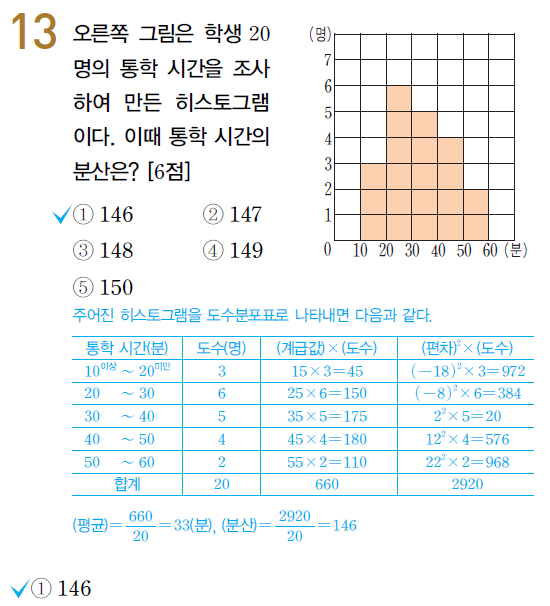 13 오른쪽 그림은 학생 20
명의 통학 시간을 조사
하여 만든 히스토그램
이다. 이때 통학 시간의
분산은? [6점]
(명)
7
6
5
4
3
2
1
0 10 20 30 40 50 60 (분)
① 146 ② 147
③ 148 ④ 149
⑤ 150
주어진 히스토그램을 도수분포표로 나타내면 다음과 같다.
통학 시간(분) 도수(명) (계급값)×(도수) (편차)²×(도수)
10이상 ~ 20미만 3 15×3=45 (-18)²×3=972
20 ~ 30 6 25×6=150 (-8)²×6=384
30 ~ 40 5 35×5=175 2²×5=20
40 ~ 50 4 45×4=180 12²×4=576
50 ~ 60 2 55×2=110 22²×2=968
합계 20 660 2920
(평균)=660/20=33(분), (분산)=2920/20=146
① 146